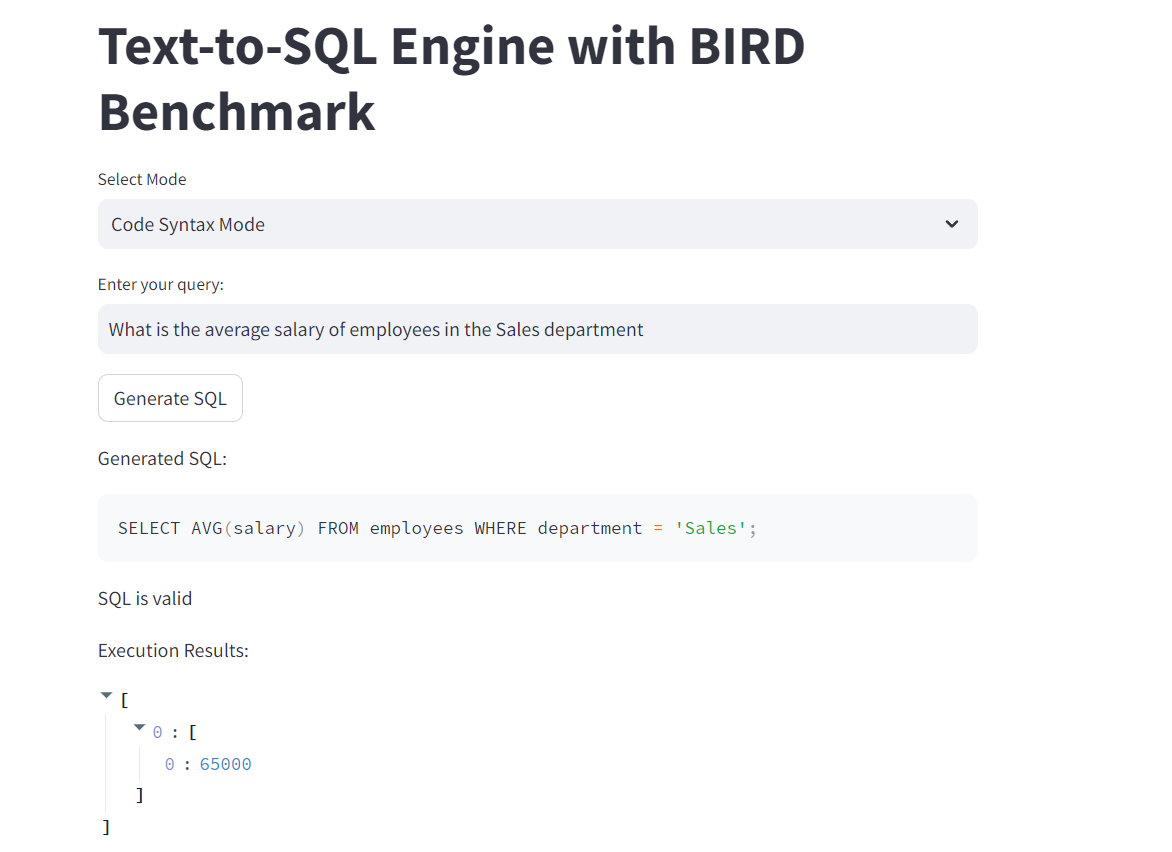 Text-to-SQL Engine with BIRD
Benchmark
Select Mode
Code Syntax Mode
Enter your query:
What is the average salary of employees in the Sales department
Generate SQL
Generated SQL:
SELECT AVG(salary) FROM employees WHERE department = 'Sales';
SQL is valid
Execution Results:
[
0 : [
0 : 65000
]
]